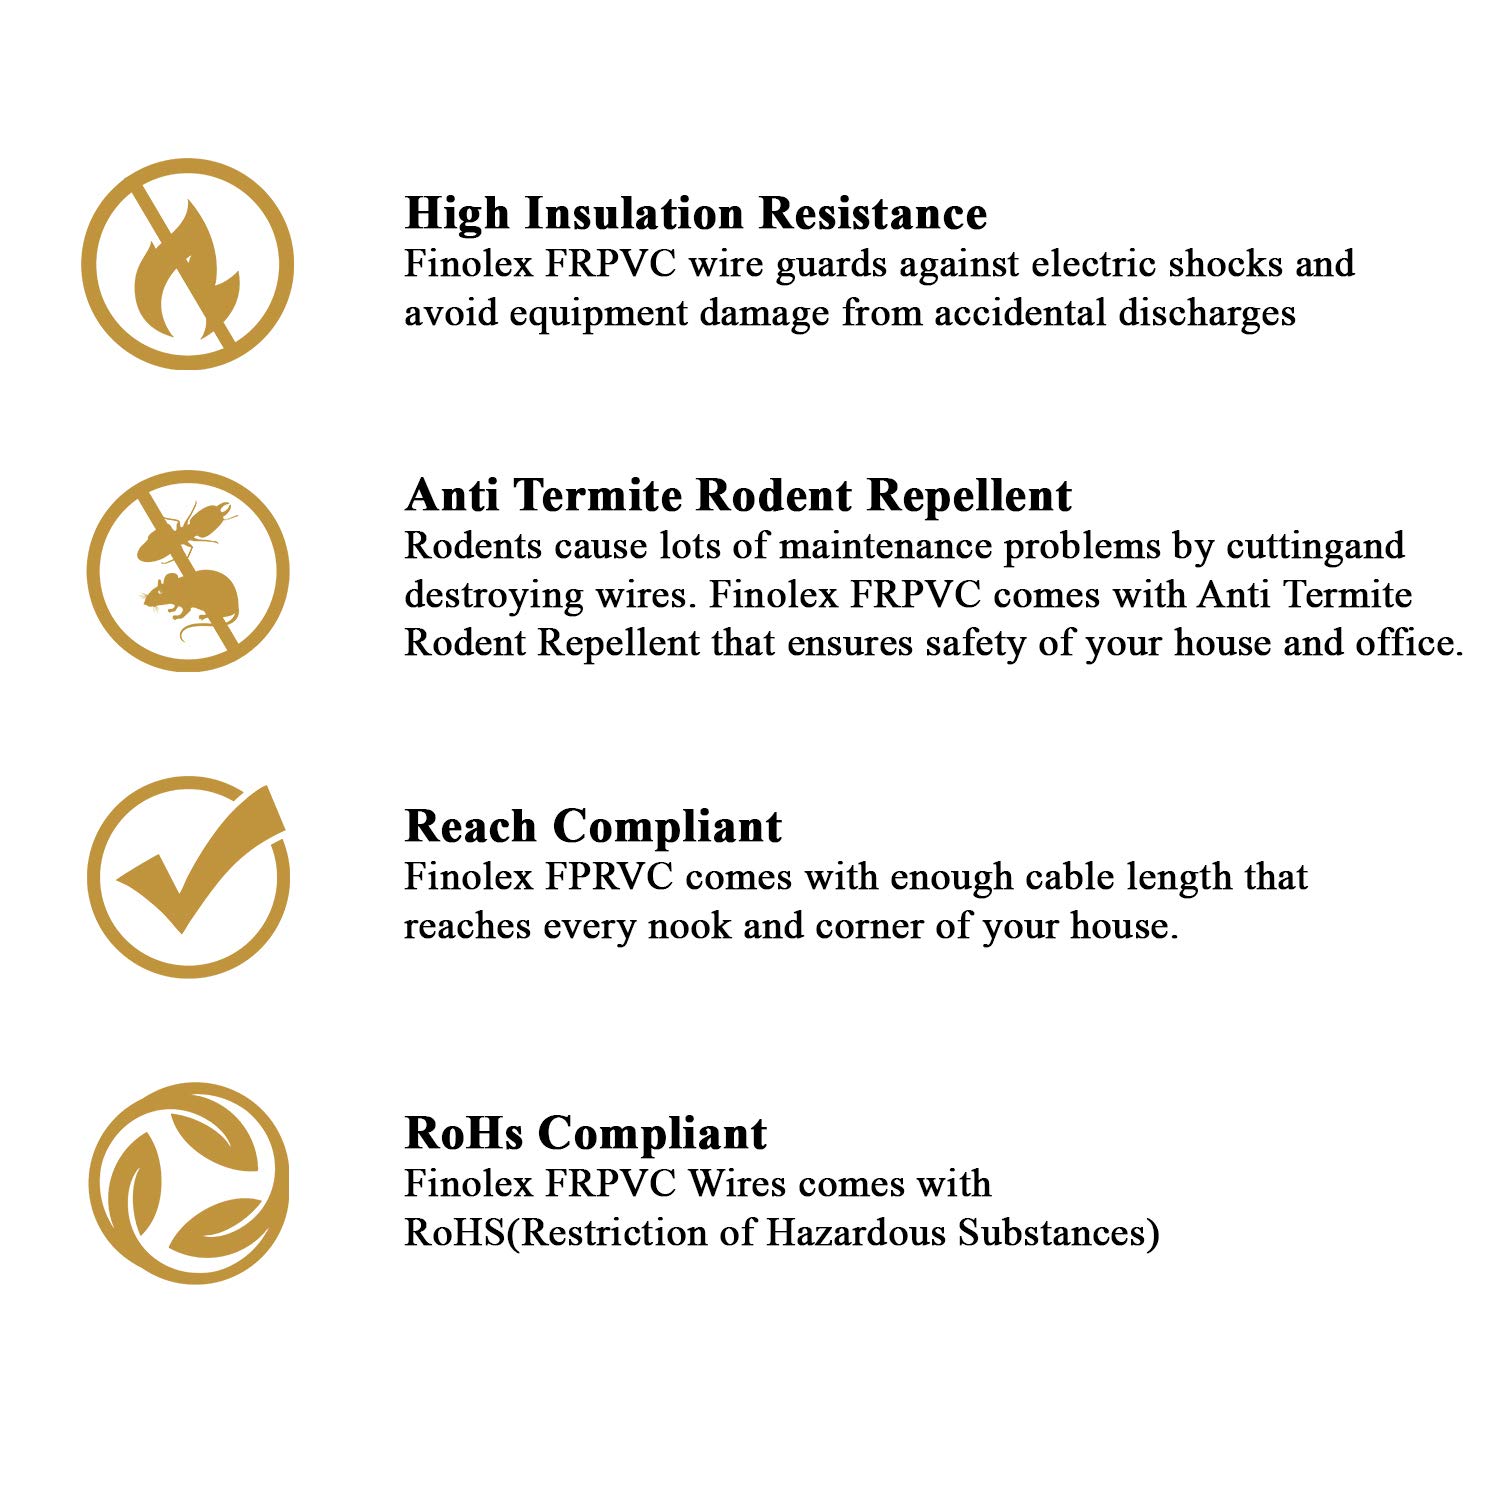 High Insulation Resistance
Finolex FRPVC wire guards against electric shocks and
avoid equipment damage from accidental discharges
Anti Termite Rodent Repellent
Rodents cause lots of maintenance problems by cuttingand
destroying wires. Finolex FRPVC comes with Anti Termite
Rodent Repellent that ensures safety of your house and office.
Reach Compliant
Finolex FPRVC comes with enough cable length that
reaches every nook and corner of your house.
RoHs Compliant
Finolex FRPVC Wires comes with
RoHS(Restriction of Hazardous Substances)